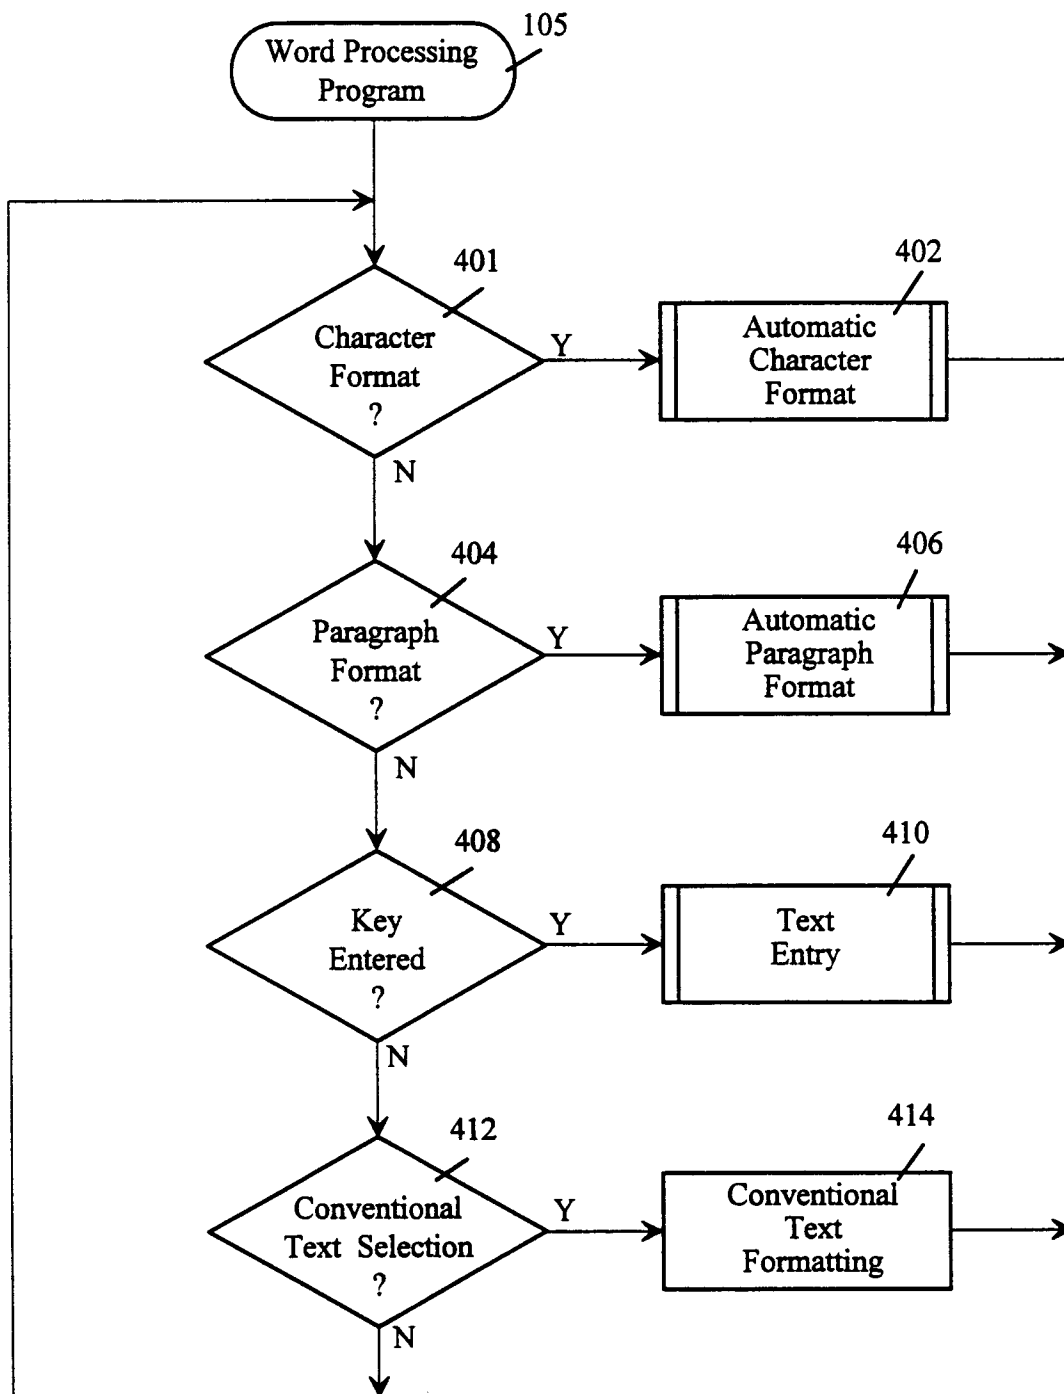 105
Word Processing
Program
401
Character
Format
?
Y
N
402
Automatic
Character
Format
404
Paragraph
Format
?
Y
N
406
Automatic
Paragraph
Format
408
Key
Entered
?
Y
N
410
Text
Entry
412
Conventional
Text Selection
?
Y
N
414
Conventional
Text
Formatting